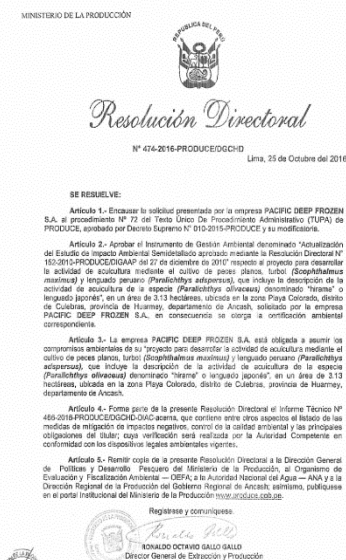 MINISTERIO DE LA PRODUCCIÓN
REPUBLICA DEL PERU
Resolución Directoral
N° 474-2016-PRODUCE/DGCHD
Lima, 25 de Octubre del 2016
SE RESUELVE:
Artículo 1.- Encausar la solicitud presentada por la empresa PACIFIC DEEP FROZEN
S.A. al procedimiento N° 72 del Texto Único De Procedimiento Administrativo (TUPA) de
PRODUCE, aprobado por Decreto Supremo N° 010-2015-PRODUCE y su modificatoria.
Artículo 2.- Aprobar el Instrumento de Gestión Ambiental denominado "Actualización
del Estudio de Impacto Ambiental Semidetallado aprobado mediante la Resolución Directoral N°
152-2010-PRODUCE/DIGAAP del 27 de diciembre de 2010" respecto al proyecto para desarrollar
la actividad de acuicultura mediante el cultivo de peces planos, turbot (Scophthalmus
maximus) y lenguado peruano (Paralichthys adspersus), que incluye la descripción de la
actividad de acuicultura de la especie (Paralichthys olivaceus) denominado "hirame" o
lenguado japonés", en un área de 3.13 hectáreas, ubicada en la zona Playa Colorado, distrito
de Culebras, provincia de Huarmey, departamento de Ancash, solicitado por la empresa
PACIFIC DEEP FROZEN S.A., en consecuencia se otorga la certificación ambiental
correspondiente.
Artículo 3.- La empresa PACIFIC DEEP FROZEN S.A. está obligada a asumir los
compromisos ambientales de su "proyecto para desarrollar la actividad de acuicultura mediante el
cultivo de peces planos, turbot (Scophthalmus maximus) y lenguado peruano (Paralichthys
adspersus), que incluye la descripción de la actividad de acuicultura de la especie
(Paralichthys olivaceus) denominado "hirame" o lenguado japonés", en un área de 3.13
hectáreas, ubicada en la zona Playa Colorado, distrito de Culebras, provincia de Huarmey,
departamento de Ancash.
Artículo 4.- Forma parte de la presente Resolución Directoral el Informe Técnico N°
466-2016-PRODUCE/DGCHD-DIAC-acerna, que contiene entre otros aspectos el listado de las
medidas de mitigación de impactos negativos, control de la calidad ambiental y las principales
obligaciones del titular; cuya verificación será realizada por la Autoridad Competente en
conformidad con los dispositivos legales ambientales vigentes.
Artículo 5.- Remitir copia de la presente Resolución Directoral a la Dirección General
de Políticas y Desarrollo Pesquero del Ministerio de la Producción, al Organismo de
Evaluación y Fiscalización Ambiental — OEFA; a la Autoridad Nacional del Agua — ANA y a la
Dirección Regional de la Producción del Gobierno Regional de Ancash; asimismo, publíquese
en el portal Institucional del Ministerio de la Producción www.produce.gob.pe.
Regístrese y comuníquese.
RONALDO OCTAVIO GALLO GALLO
Director General de Extracción y Producción